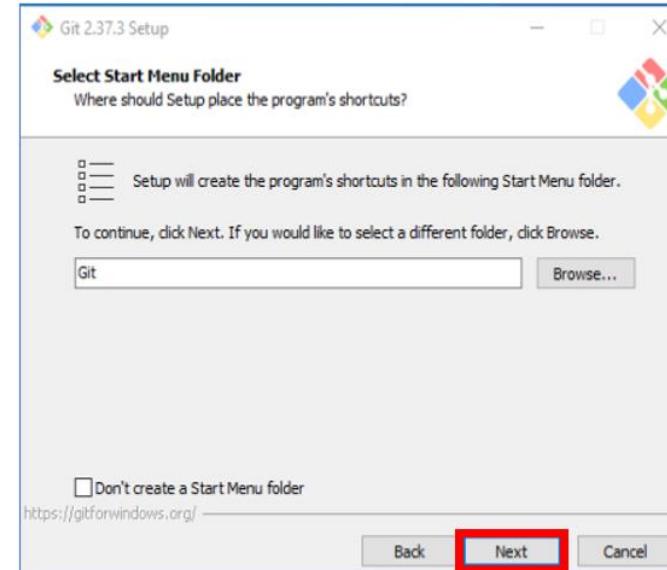 Git 2.37.3 Setup
Select Start Menu Folder
Where should Setup place the program's shortcuts?
Setup will create the program's shortcuts in the following Start Menu folder.
To continue, click Next. If you would like to select a different folder, click Browse.
Git
Browse...
Don't create a Start Menu folder
https://gitforwindows.org/
Back
Next
Cancel